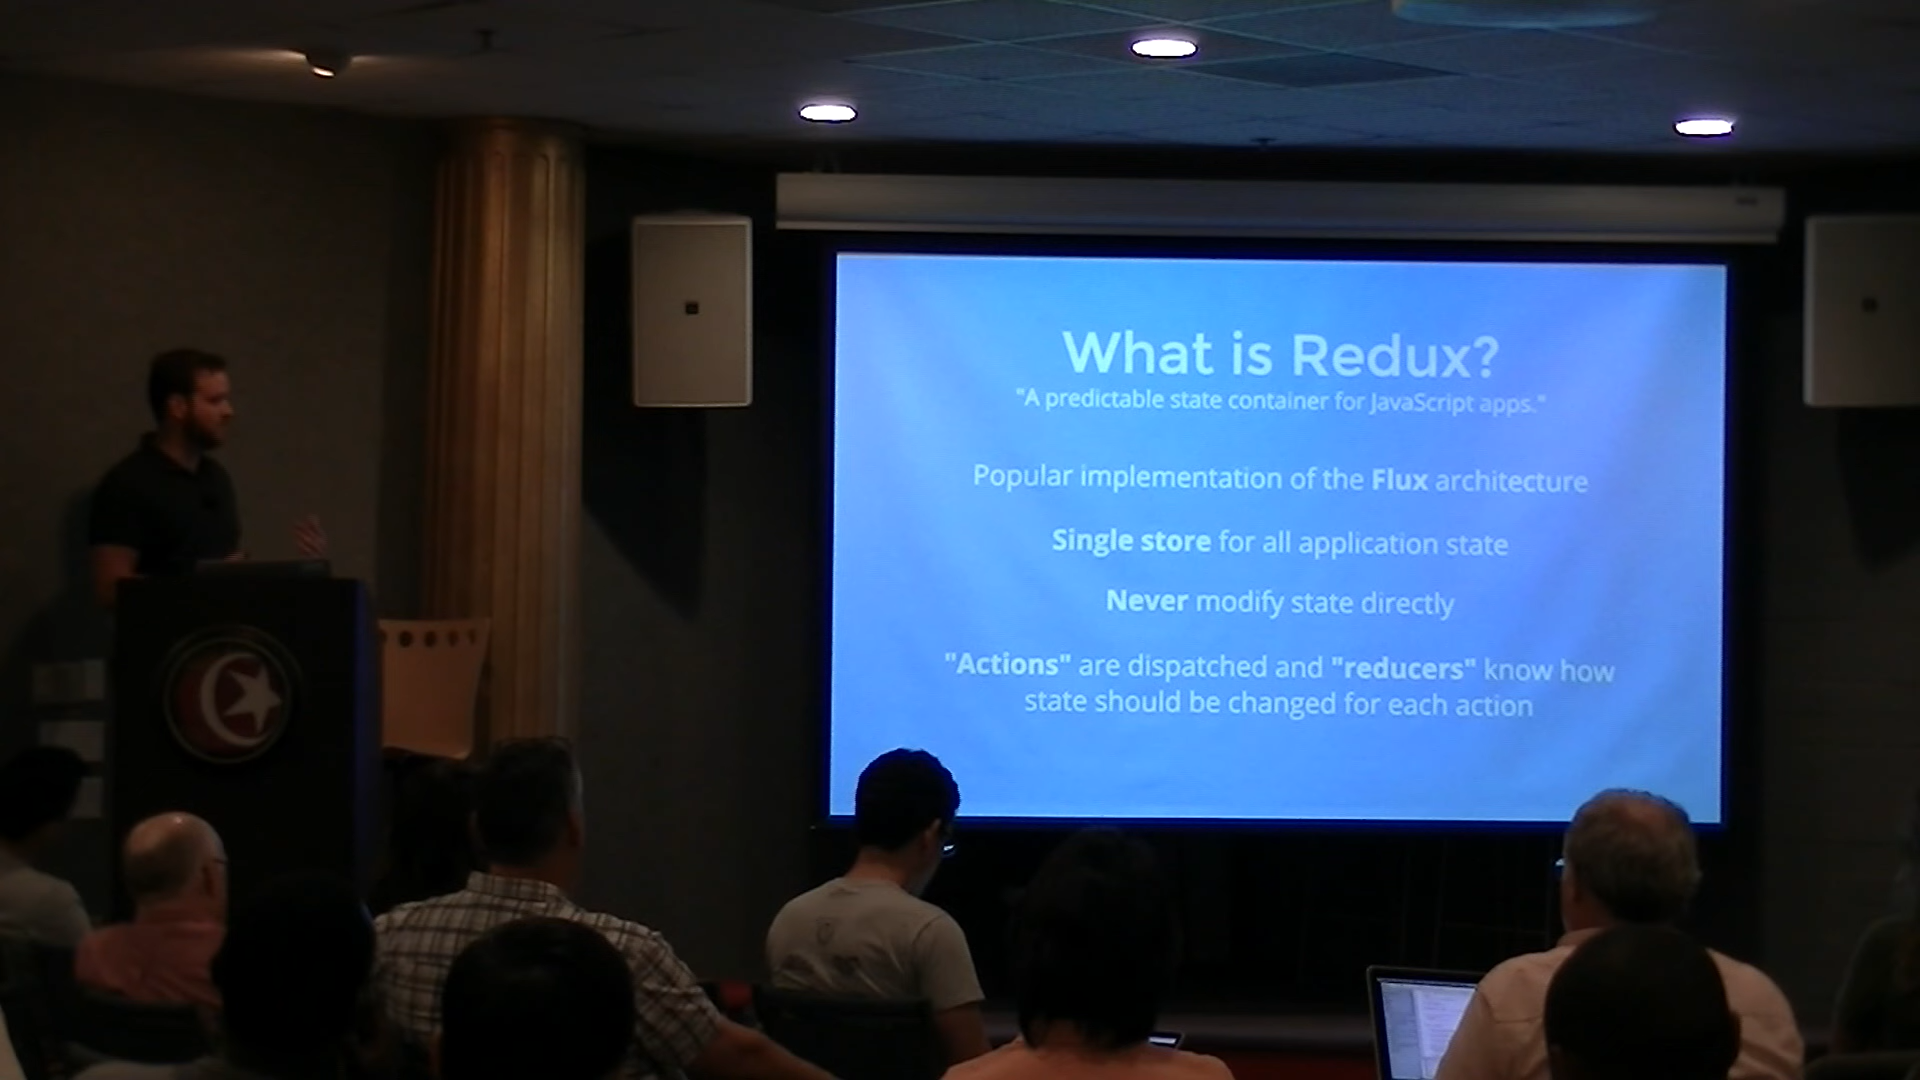 What is Redux?
"A predictable state container for JavaScript apps."
Popular implementation of the Flux architecture
Single store for all application state
Never modify state directly
"Actions" are dispatched and "reducers" know how
state should be changed for each action